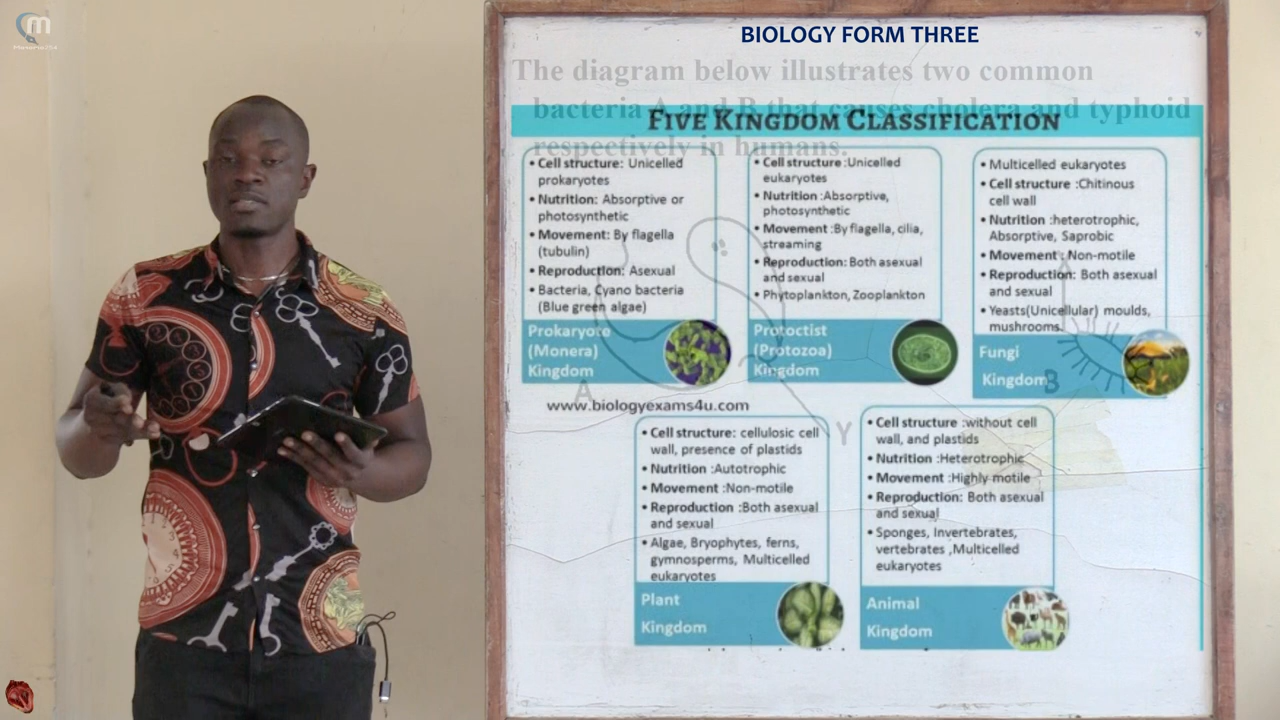 BIOLOGY FORM THREE
The diagram below illustrates two common
bacteria A and B that causes cholera and typhoid
respectively in humans.
FIVE KINGDOM CLASSIFICATION
• Cell structure: Unicelled
prokaryotes
• Nutrition: Absorptive or
photosynthetic
• Movement: By flagella
(tubulin)
• Reproduction: Asexual
• Bacteria, Cyano bacteria
(Blue green algae)
Prokaryote
(Monera)
Kingdom
• Cell structure :Unicelled
eukaryotes
• Nutrition :Absorptive,
photosynthetic
• Movement :By flagella, cilia,
streaming
• Reproduction: Both asexual
and sexual
• Phytoplankton, Zooplankton
Protoctist
(Protozoa)
Kingdom
• Multicelled eukaryotes
• Cell structure :Chitinous
cell wall
• Nutrition :heterotrophic,
Absorptive, Saprobic
• Movement : Non-motile
• Reproduction: Both asexual
and sexual
• Yeasts(Unicellular) moulds,
mushrooms.
Fungi
Kingdom
A
B
Y
www.biologyexams4u.com
• Cell structure: cellulosic cell
wall, presence of plastids
• Nutrition :Autotrophic
• Movement :Non-motile
• Reproduction :Both asexual
and sexual
• Algae, Bryophytes, ferns,
gymnosperms, Multicelled
eukaryotes
Plant
Kingdom
• Cell structure :without cell
wall, and plastids
• Nutrition :Heterotrophic
• Movement :Highly motile
• Reproduction: Both asexual
and sexual
• Sponges, Invertebrates,
vertebrates ,Multicelled
eukaryotes
Animal
Kingdom